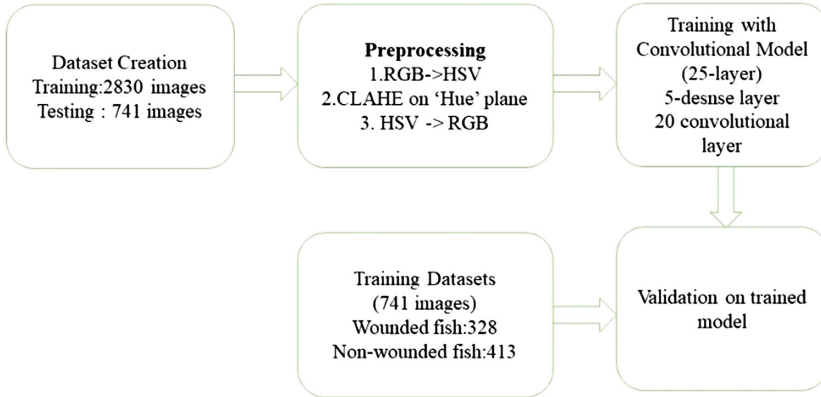 Dataset Creation
Training:2830 images
Testing : 741 images
Preprocessing
1.RGB->HSV
2.CLAHE on ‘Hue’ plane
3. HSV -> RGB
Training with
Convolutional Model
(25-layer)
5-desnse layer
20 convolutional
layer
Training Datasets
(741 images)
Wounded fish:328
Non-wounded fish:413
Validation on trained
model